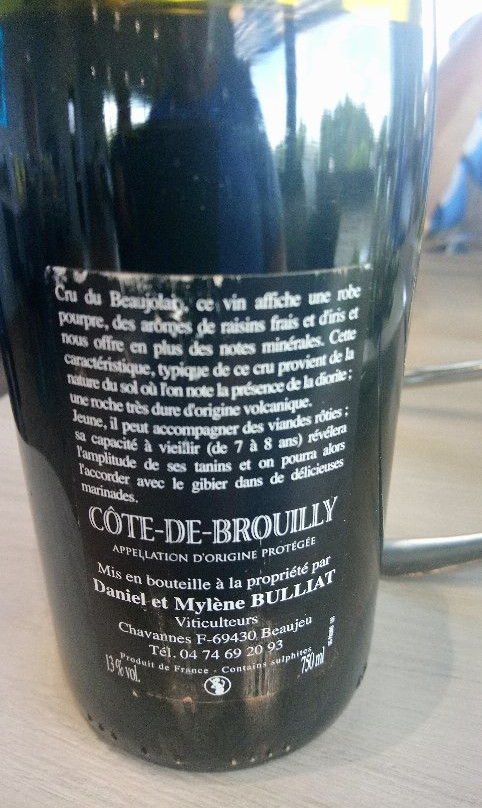 Cru du Beaujolais, ce vin affiche une robe
pourpre, des arômes de raisins frais et d'iris et
nous offre en plus des notes minérales. Cette
caractéristique, typique de ce cru provient de la
nature du sol où l'on note la présence de la diorite ;
une roche très dure d'origine volcanique.
Jeune, il peut accompagner des viandes rôties ;
sa capacité à vieillir (de 7 à 8 ans) révélera
l'amplitude de ses tanins et on pourra alors
l'accorder avec le gibier dans de délicieuses
marinades.
CÔTE-DE-BROUILLY
APPELLATION D'ORIGINE PROTÉGÉE
Mis en bouteille à la propriété par
Daniel et Mylène BULLIAT
Viticulteurs
Chavannes F-69430 Beaujeu
Tél. 04 74 69 20 93
Produit de France - Contains sulphites
13 % vol. 750 ml